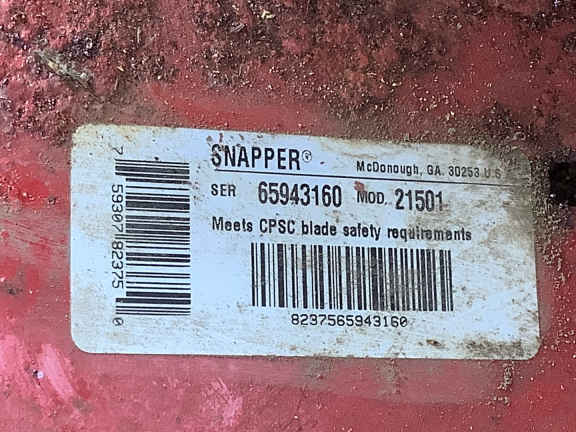 SNAPPER®
McDonough, GA. 30253 U.S
SER 65943160 MOD. 21501
Meets CPSC blade safety requirements
8237565943160
7 59307 82375 0